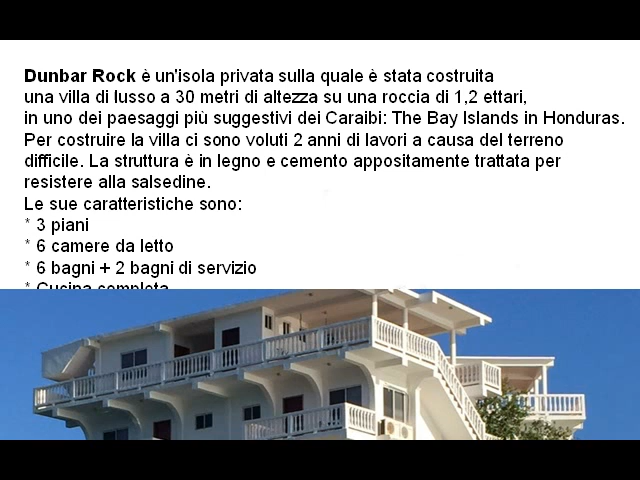 Dunbar Rock è un'isola privata sulla quale è stata costruita
una villa di lusso a 30 metri di altezza su una roccia di 1,2 ettari,
in uno dei paesaggi più suggestivi dei Caraibi: The Bay Islands in Honduras.
Per costruire la villa ci sono voluti 2 anni di lavori a causa del terreno
difficile. La struttura è in legno e cemento appositamente trattata per
resistere alla salsedine.
Le sue caratteristiche sono:
* 3 piani
* 6 camere da letto
* 6 bagni + 2 bagni di servizio
* Cucina completa